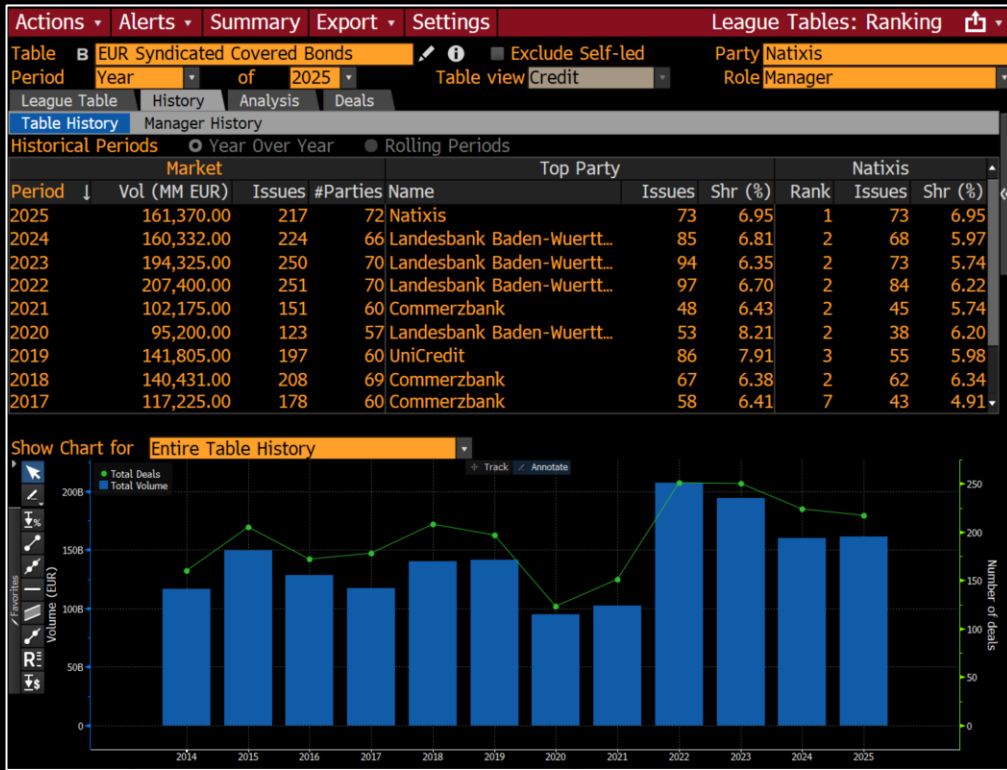 Actions Alerts Summary Export Settings League Tables: Ranking
Table B EUR Syndicated Covered Bonds Exclude Self-led Party Natixis
Period Year of 2025 Table view Credit Role Manager
League Table History Analysis Deals
Table History Manager History
Historical Periods Year Over Year Rolling Periods
Market Top Party Natixis
Period ↓ Vol (MM EUR) Issues #Parties Name Issues Shr (%) Rank Issues Shr (%)
2025 161,370.00 217 72 Natixis 73 6.95 1 73 6.95
2024 160,332.00 224 66 Landesbank Baden-Wuertt... 85 6.81 2 68 5.97
2023 194,325.00 250 70 Landesbank Baden-Wuertt... 94 6.35 2 73 5.74
2022 207,400.00 251 70 Landesbank Baden-Wuertt... 97 6.70 2 84 6.22
2021 102,175.00 151 60 Commerzbank 48 6.43 2 45 5.74
2020 95,200.00 123 57 Landesbank Baden-Wuertt... 53 8.21 2 38 6.20
2019 141,805.00 197 60 UniCredit 86 7.91 3 55 5.98
2018 140,431.00 208 69 Commerzbank 67 6.38 2 62 6.34
2017 117,225.00 178 60 Commerzbank 58 6.41 7 43 4.91
Show Chart for Entire Table History
Track Annotate
Total Deals
Total Volume
Favorites
Volume (EUR)
200B
150B
100B
50B
0
250
200
150
100
50
0
Number of deals
2014 2015 2016 2017 2018 2019 2020 2021 2022 2023 2024 2025